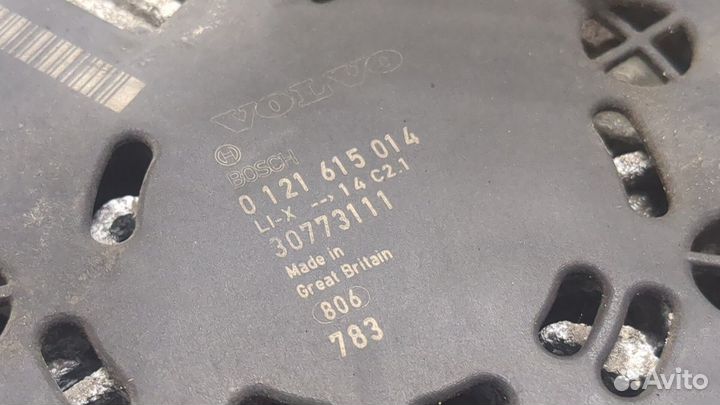 VOLVO
BOSCH
0 121 615 014
LI-X --> 14 C2.1
30773111
Made in
Great Britain
806
783
Avito